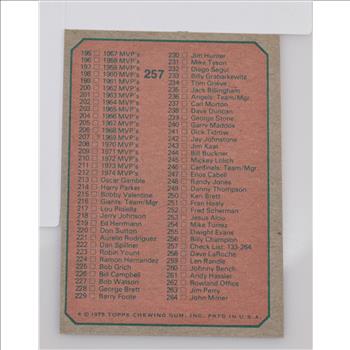 195 1957 MVP's
196 1958 MVP's
197 1959 MVP's
198 1960 MVP's
199 1961 MVP's
200 1962 MVP's
201 1963 MVP's
202 1964 MVP's
203 1965 MVP's
204 1966 MVP's
205 1967 MVP's
206 1968 MVP's
207 1969 MVP's
208 1970 MVP's
209 1971 MVP's
210 1972 MVP's
211 1973 MVP's
212 1974 MVP's
213 Oscar Gamble
214 Harry Parker
215 Bobby Valentine
216 Giants: Team/Mgr.
217 Lou Piniella
218 Jerry Johnson
219 Ed Herrmann
220 Don Sutton
221 Aurelio Rodriguez
222 Dan Spillner
223 Robin Yount
224 Ramon Hernandez
225 Bob Grich
226 Bill Campbell
227 Bob Watson
228 George Brett
229 Barry Foote
257
230 Jim Hunter
231 Mike Tyson
232 Diego Segui
233 Billy Grabarkewitz
234 Tom Grieve
235 Jack Billingham
236 Angels: Team/Mgr.
237 Carl Morton
238 Dave Duncan
239 George Stone
240 Garry Maddox
241 Dick Tidrow
242 Jay Johnstone
243 Jim Kaat
244 Bill Buckner
245 Mickey Lolich
246 Cardinals: Team/Mgr.
247 Enos Cabell
248 Randy Jones
249 Danny Thompson
250 Ken Brett
251 Fran Healy
252 Fred Scherman
253 Jesus Alou
254 Mike Torrez
255 Dwight Evans
256 Billy Champion
257 Check List: 133-264
258 Dave LaRoche
259 Len Randle
260 Johnny Bench
261 Andy Hassler
262 Rowland Office
263 Jim Perry
264 John Milner
© 1975 TOPPS CHEWING GUM, INC. PRTD IN U.S.A.